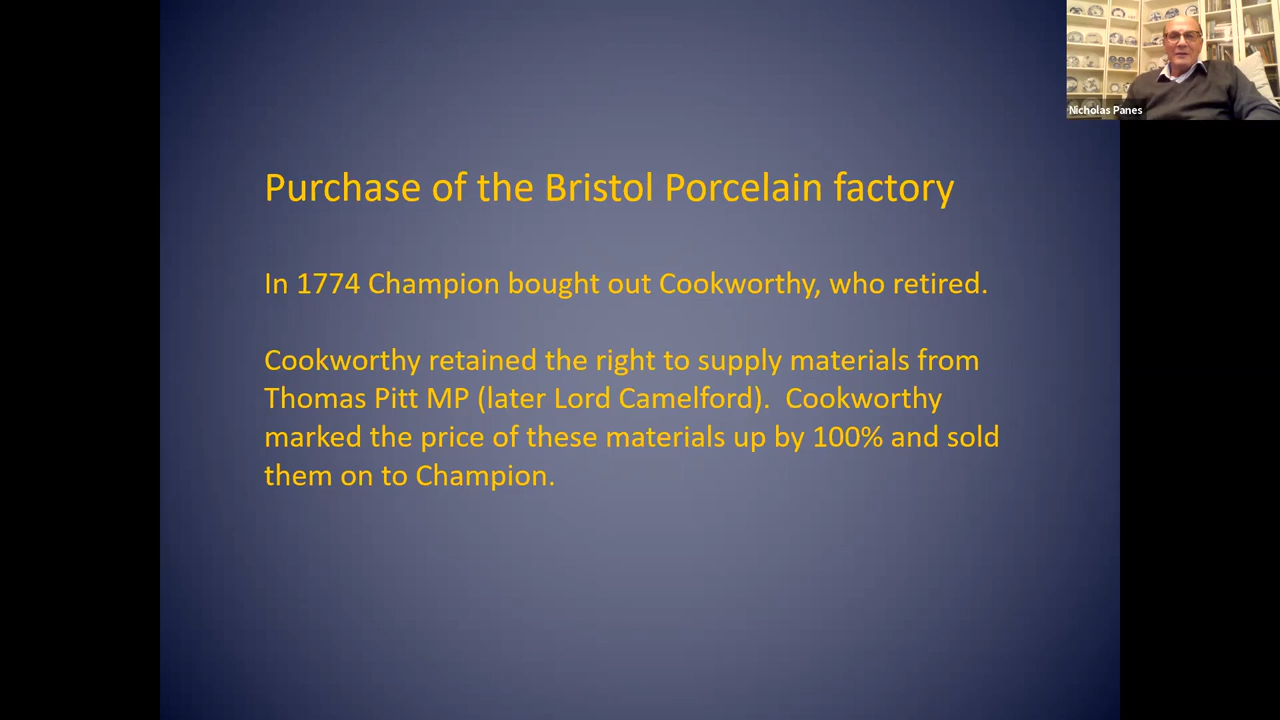 Nicholas Panes
Purchase of the Bristol Porcelain factory
In 1774 Champion bought out Cookworthy, who retired.
Cookworthy retained the right to supply materials from
Thomas Pitt MP (later Lord Camelford).  Cookworthy
marked the price of these materials up by 100% and sold
them on to Champion.